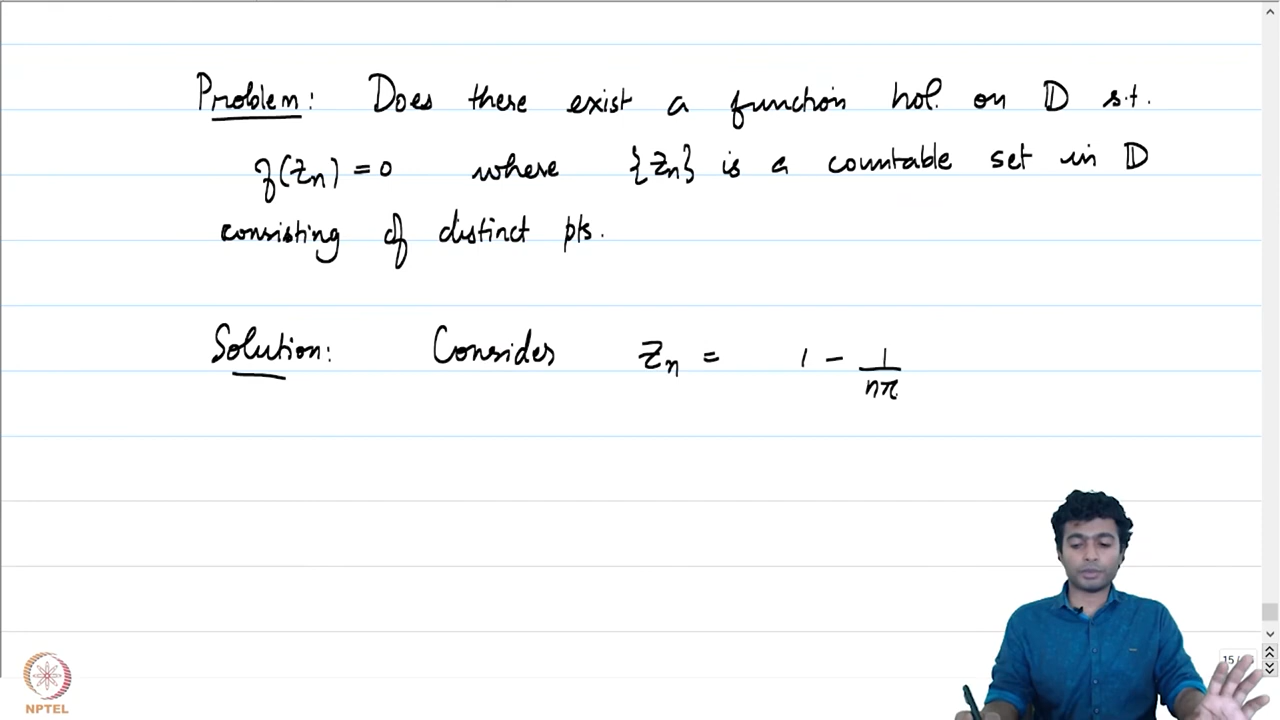 Problem: Does there exist a function hol. on 𝔻 s.t.
f(zn) = 0 where {zn} is a countable set in 𝔻
consisting of distinct pts.
Solution: Consider zn = 1 - 1/nπ
15/
NPTEL